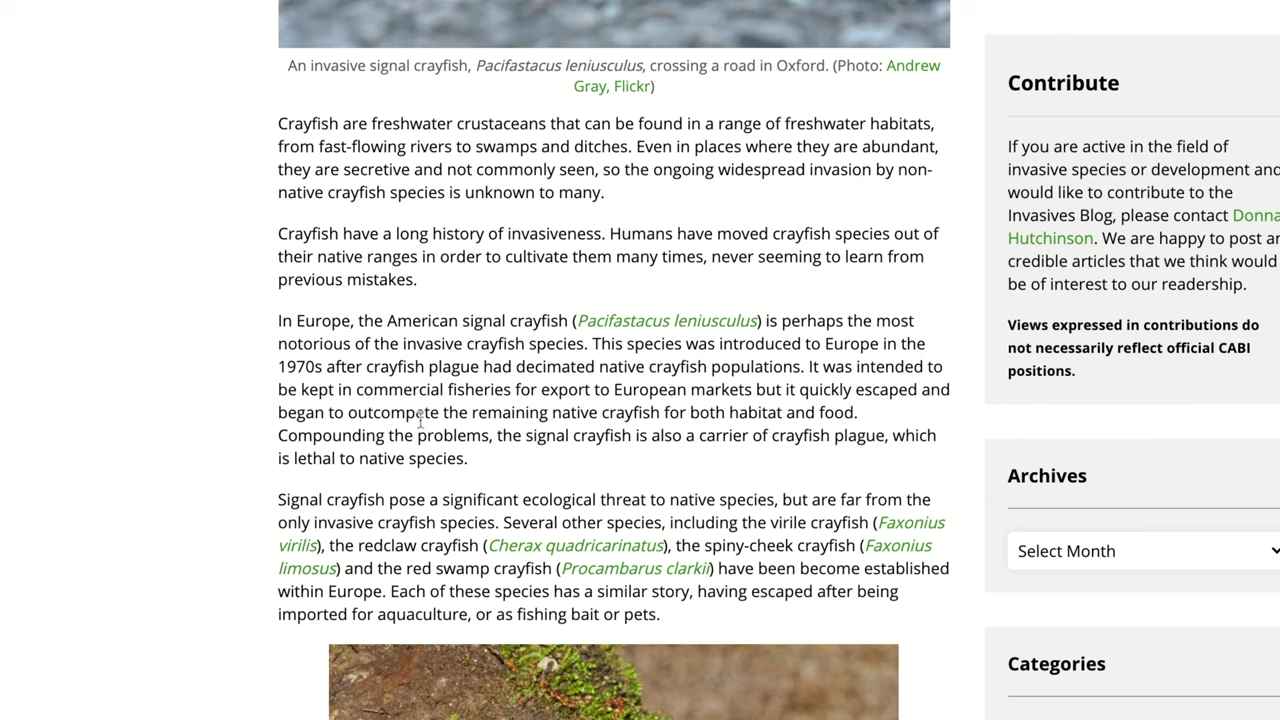 An invasive signal crayfish, Pacifastacus leniusculus, crossing a road in Oxford. (Photo: Andrew
Gray, Flickr)
Crayfish are freshwater crustaceans that can be found in a range of freshwater habitats,
from fast-flowing rivers to swamps and ditches. Even in places where they are abundant,
they are secretive and not commonly seen, so the ongoing widespread invasion by non-
native crayfish species is unknown to many.
Crayfish have a long history of invasiveness. Humans have moved crayfish species out of
their native ranges in order to cultivate them many times, never seeming to learn from
previous mistakes.
In Europe, the American signal crayfish (Pacifastacus leniusculus) is perhaps the most
notorious of the invasive crayfish species. This species was introduced to Europe in the
1970s after crayfish plague had decimated native crayfish populations. It was intended to
be kept in commercial fisheries for export to European markets but it quickly escaped and
began to outcompete the remaining native crayfish for both habitat and food.
Compounding the problems, the signal crayfish is also a carrier of crayfish plague, which
is lethal to native species.
Signal crayfish pose a significant ecological threat to native species, but are far from the
only invasive crayfish species. Several other species, including the virile crayfish (Faxonius
virilis), the redclaw crayfish (Cherax quadricarinatus), the spiny-cheek crayfish (Faxonius
limosus) and the red swamp crayfish (Procambarus clarkii) have been become established
within Europe. Each of these species has a similar story, having escaped after being
imported for aquaculture, or as fishing bait or pets.
Contribute
If you are active in the field of
invasive species or development and
would like to contribute to the
Invasives Blog, please contact Donna
Hutchinson. We are happy to post
credible articles that we think would
be of interest to our readership.
Views expressed in contributions do
not necessarily reflect official CABI
positions.
Archives
Select Month
Categories